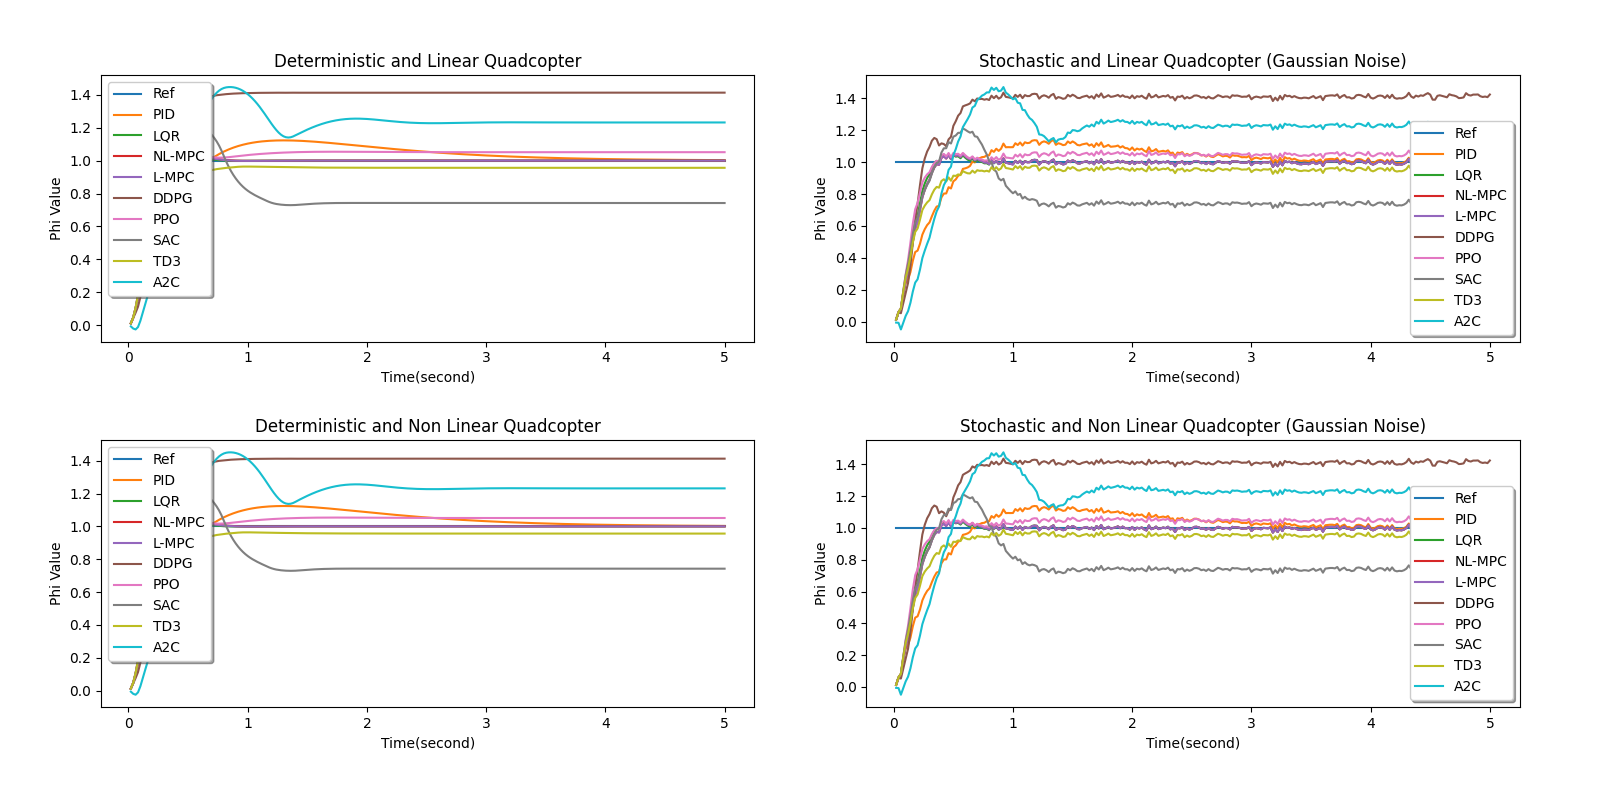 Deterministic and Linear Quadcopter
Phi Value
1.4
1.2
1.0
0.8
0.6
0.4
0.2
0.0
Ref
PID
LQR
NL-MPC
L-MPC
DDPG
PPO
SAC
TD3
A2C
0 1 2 3 4 5
Time(second)
Stochastic and Linear Quadcopter (Gaussian Noise)
Phi Value
1.4
1.2
1.0
0.8
0.6
0.4
0.2
0.0
Ref
PID
LQR
NL-MPC
L-MPC
DDPG
PPO
SAC
TD3
A2C
0 1 2 3 4 5
Time(second)
Deterministic and Non Linear Quadcopter
Phi Value
1.4
1.2
1.0
0.8
0.6
0.4
0.2
0.0
Ref
PID
LQR
NL-MPC
L-MPC
DDPG
PPO
SAC
TD3
A2C
0 1 2 3 4 5
Time(second)
Stochastic and Non Linear Quadcopter (Gaussian Noise)
Phi Value
1.4
1.2
1.0
0.8
0.6
0.4
0.2
0.0
Ref
PID
LQR
NL-MPC
L-MPC
DDPG
PPO
SAC
TD3
A2C
0 1 2 3 4 5
Time(second)